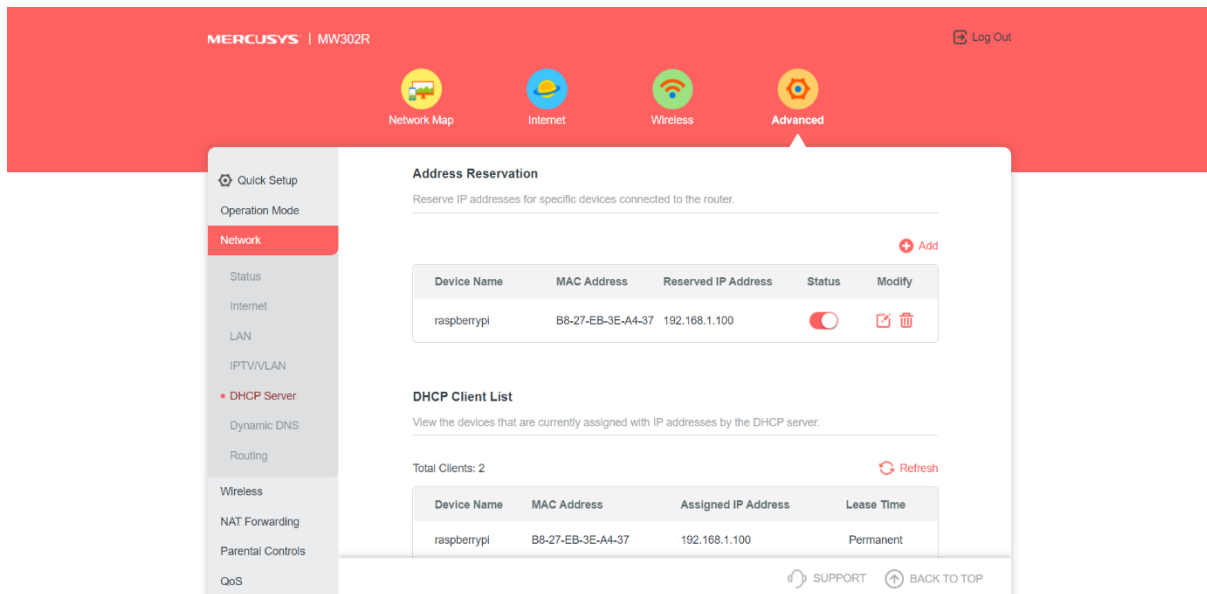 MERCUSYS | MW302R
Log Out
Network Map Internet Wireless Advanced
Quick Setup
Operation Mode
Network
Status
Internet
LAN
IPTV/VLAN
DHCP Server
Dynamic DNS
Routing
Wireless
NAT Forwarding
Parental Controls
QoS
Address Reservation
Reserve IP addresses for specific devices connected to the router.
Add
Device Name MAC Address Reserved IP Address Status Modify
raspberrypi B8-27-EB-3E-A4-37 192.168.1.100
DHCP Client List
View the devices that are currently assigned with IP addresses by the DHCP server.
Total Clients: 2
Refresh
Device Name MAC Address Assigned IP Address Lease Time
raspberrypi B8-27-EB-3E-A4-37 192.168.1.100 Permanent
SUPPORT BACK TO TOP